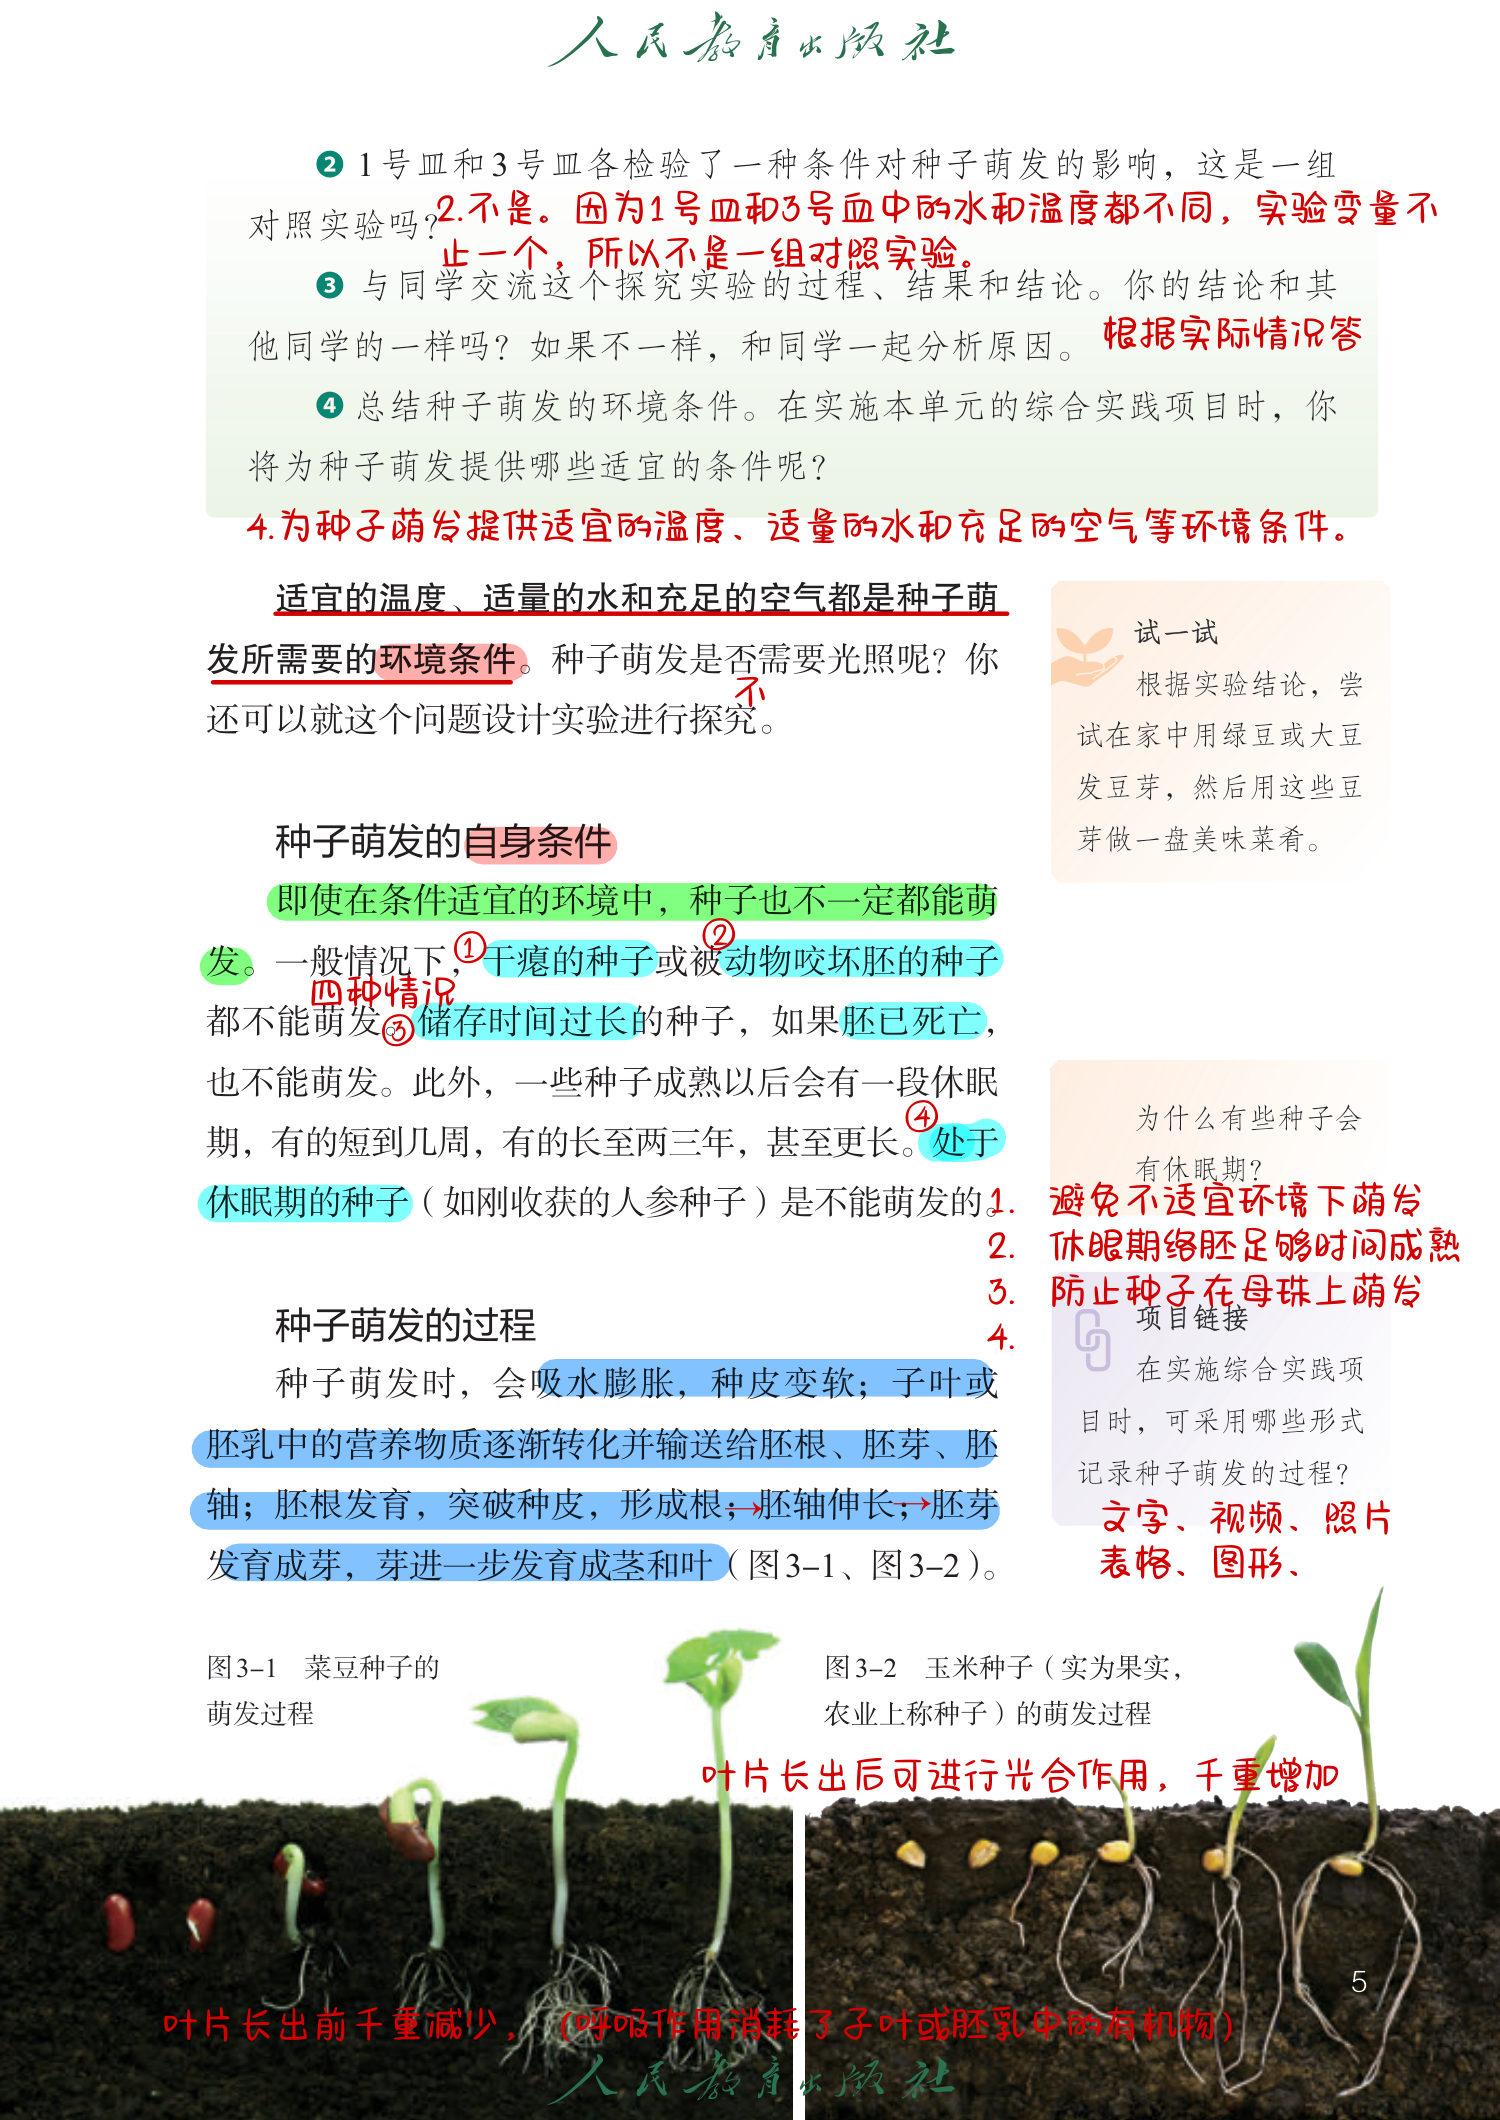 人民教育出版社
❷ 1号皿和3号皿各检验了一种条件对种子萌发的影响，这是一组
对照实验吗？
2.不是。因为1号皿和3号皿中的水和温度都不同，实验变量不
止一个，所以不是一组对照实验。
❸ 与同学交流这个探究实验的过程、结果和结论。你的结论和其
他同学的一样吗？如果不一样，和同学一起分析原因。
根据实际情况答
❹ 总结种子萌发的环境条件。在实施本单元的综合实践项目时，你
将为种子萌发提供哪些适宜的条件呢？
4.为种子萌发提供适宜的温度、适量的水和充足的空气等环境条件。
适宜的温度、适量的水和充足的空气都是种子萌
发所需要的环境条件。种子萌发是否需要光照呢？你
不
还可以就这个问题设计实验进行探究。
试一试
根据实验结论，尝
试在家中用绿豆或大豆
发豆芽，然后用这些豆
芽做一盘美味菜肴。
种子萌发的自身条件
即使在条件适宜的环境中，种子也不一定都能萌
发。一般情况下，①干瘪的种子或被②动物咬坏胚的种子
四种情况
都不能萌发。③储存时间过长的种子，如果胚已死亡，
也不能萌发。此外，一些种子成熟以后会有一段休眠
期，有的短到几周，有的长至两三年，甚至更长。④处于
休眠期的种子（如刚收获的人参种子）是不能萌发的。
为什么有些种子会
有休眠期？
1. 避免不适宜环境下萌发
2. 休眠期给胚足够时间成熟
3. 防止种子在母珠上萌发
4.
项目链接
在实施综合实践项
目时，可采用哪些形式
记录种子萌发的过程？
文字、视频、照片
表格、图形、
种子萌发的过程
种子萌发时，会吸水膨胀，种皮变软；子叶或
胚乳中的营养物质逐渐转化并输送给胚根、胚芽、胚
轴；胚根发育，突破种皮，形成根；→胚轴伸长；→胚芽
发育成芽，芽进一步发育成茎和叶（图3–1、图3–2）。
图3–1 菜豆种子的
萌发过程
图3–2 玉米种子（实为果实，
农业上称种子）的萌发过程
叶片长出后可进行光合作用，千重增加
5
叶片长出前千重减少，（呼吸作用消耗了子叶或胚乳中的有机物）
人民教育出版社